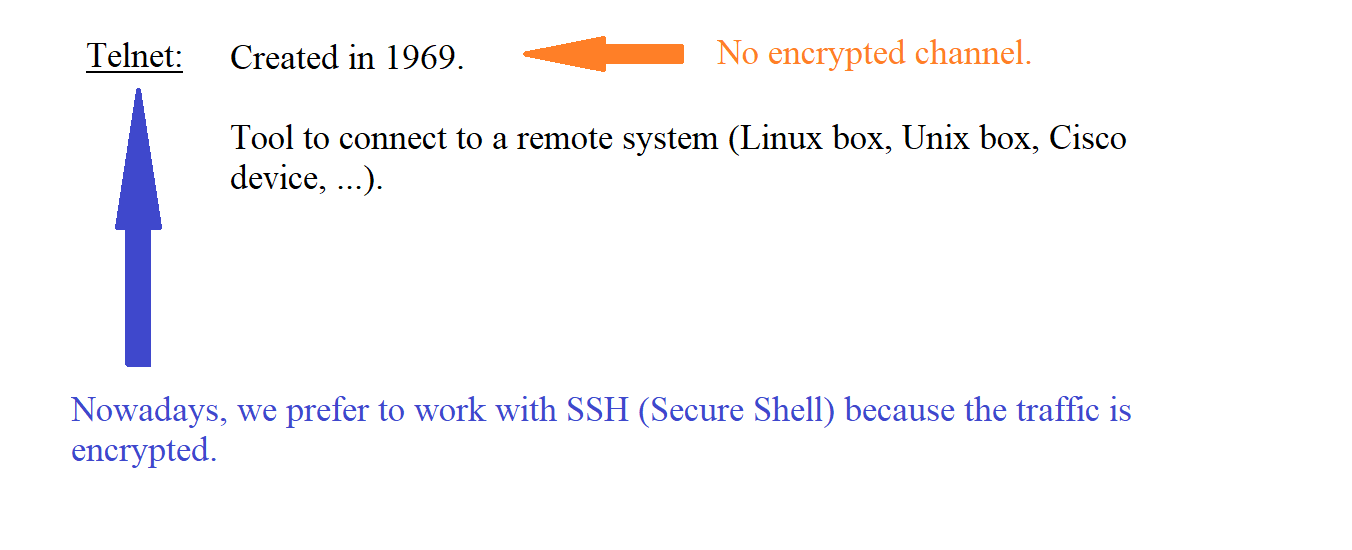 Telnet: Created in 1969. No encrypted channel.
Tool to connect to a remote system (Linux box, Unix box, Cisco
device, ...).
Nowadays, we prefer to work with SSH (Secure Shell) because the traffic is
encrypted.